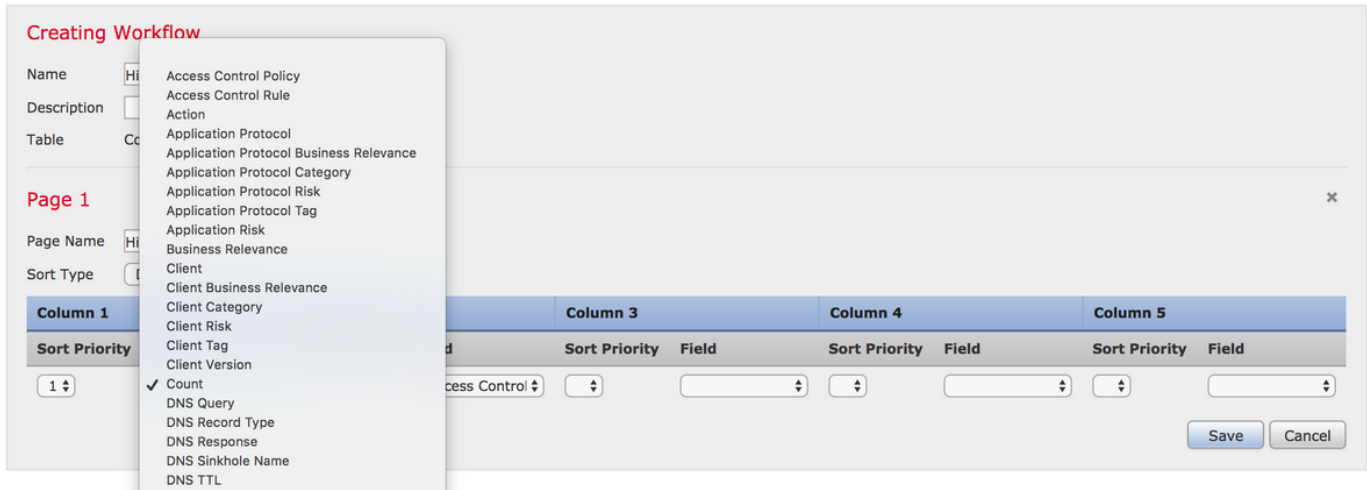 Creating Workflow
Name Hi
Description
Table Co
Access Control Policy
Access Control Rule
Action
Application Protocol
Application Protocol Business Relevance
Application Protocol Category
Application Protocol Risk
Application Protocol Tag
Application Risk
Business Relevance
Client
Client Business Relevance
Client Category
Client Risk
Client Tag
Client Version
✓ Count
DNS Query
DNS Record Type
DNS Response
DNS Sinkhole Name
DNS TTL
Page 1 ×
Page Name Hi
Sort Type
Column 1 Column 3 Column 4 Column 5
Sort Priority d Sort Priority Field Sort Priority Field Sort Priority Field
1 cess Control
Save Cancel